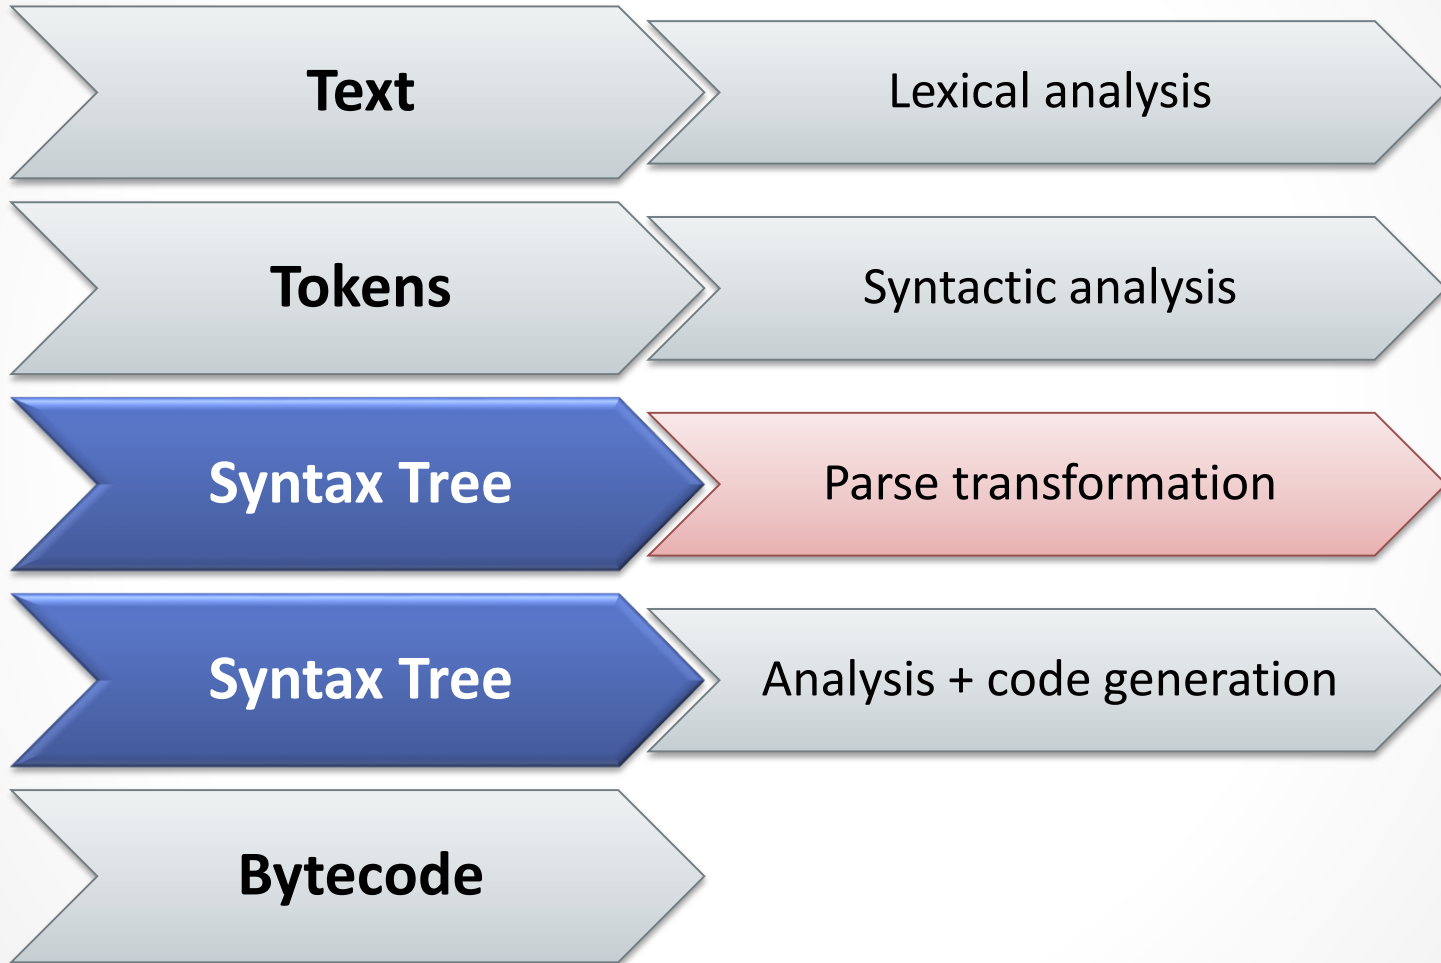 Text
Lexical analysis
Tokens
Syntactic analysis
Syntax Tree
Parse transformation
Syntax Tree
Analysis + code generation
Bytecode